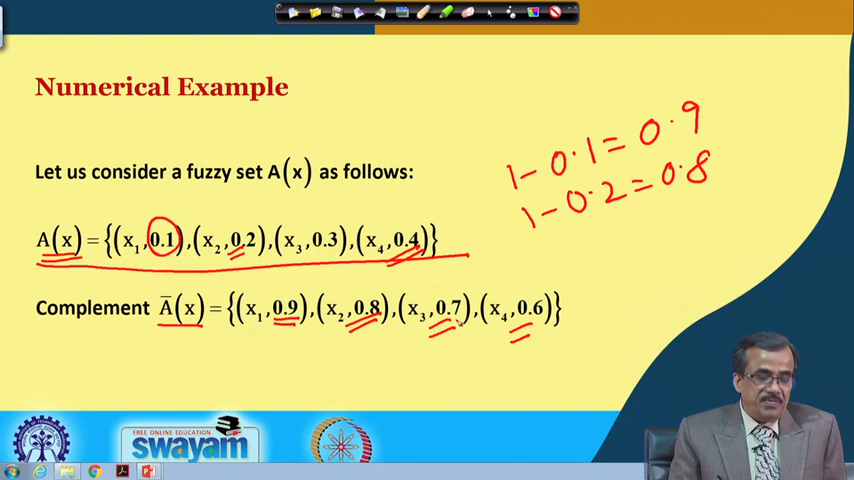 Numerical Example
1-0.1=0.9
1-0.2=0.8
Let us consider a fuzzy set A(x) as follows:
A(x) = {(x₁,0.1),(x₂,0.2),(x₃,0.3),(x₄,0.4)}
Complement A̅(x) = {(x₁,0.9),(x₂,0.8),(x₃,0.7),(x₄,0.6)}
FREE ONLINE EDUCATION
swayam